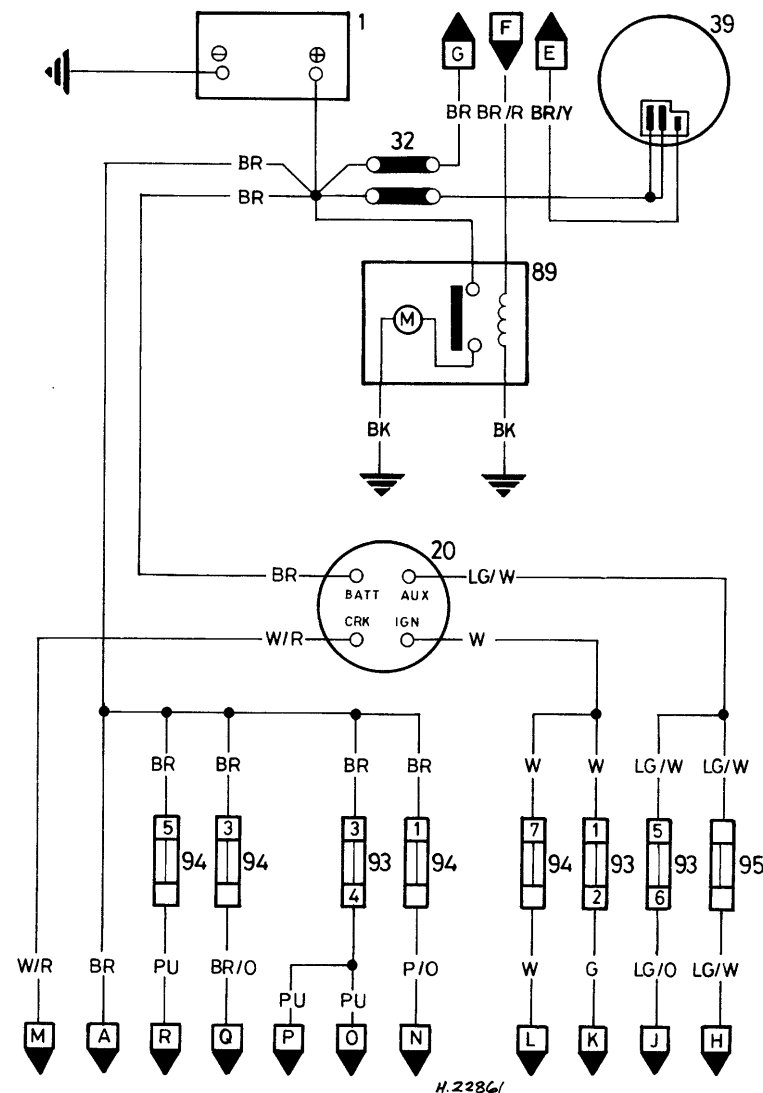 1
39
G
F
E
⊖
⊕
BR
BR/R
BR/Y
32
BR
BR
89
M
BK
BK
20
BR
LG/W
BATT
AUX
CRK
IGN
W/R
W
BR
BR
BR
BR
W
W
LG/W
LG/W
5
3
3
1
7
1
5
94
94
93
94
94
93
93
95
4
2
6
W/R
BR
PU
BR/O
P/O
W
G
LG/O
LG/W
PU
PU
M
A
R
Q
P
O
N
L
K
J
H
H.22861